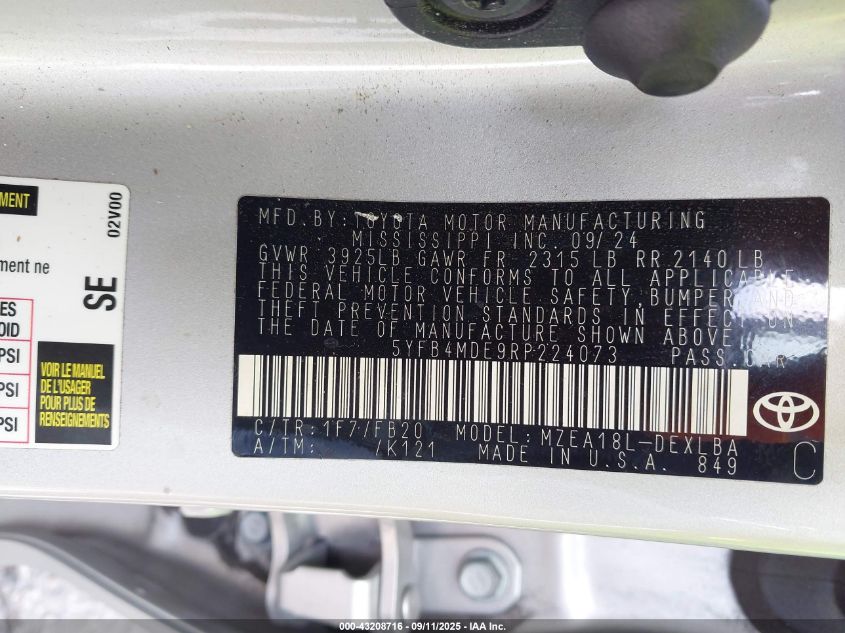 MENT
ment ne
ES
OID
PSI
PSI
PSI
02V00
SE
VOIR LE MANUEL
DE L'USAGER
POUR PLUS DE
RENSEIGNEMENTS
MFD. BY: TOYOTA MOTOR MANUFACTURING
MISSISSIPPI INC. 09/24
GVWR 3925LB GAWR FR 2315 LB RR 2140 LB
THIS VEHICLE CONFORMS TO ALL APPLICABLE
FEDERAL MOTOR VEHICLE SAFETY, BUMPER AND
THEFT PREVENTION STANDARDS IN EFFECT ON
THE DATE OF MANUFACTURE SHOWN ABOVE.
5YFB4MDE9RP224073 PASS.CAR
C/TR: 1F7/FB20 MODEL: MZEA18L-DEXLBA
A/TM: /K121 MADE IN U.S.A. 849
C
000-43208716 - 09/11/2025 - IAA Inc.